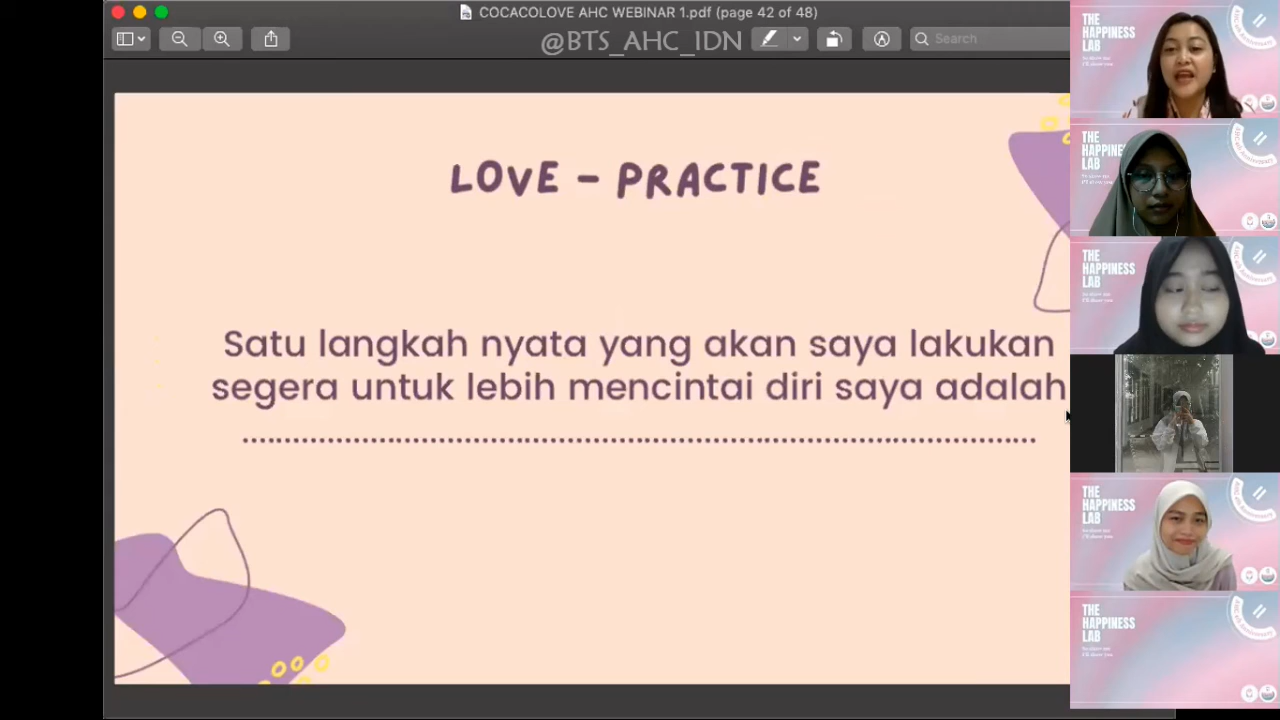 COCACOLOVE AHC WEBINAR 1.pdf (page 42 of 48)
@BTS_AHC_IDN
Search
LOVE - PRACTICE
Satu langkah nyata yang akan saya lakukan
segera untuk lebih mencintai diri saya adalah
................................................................................
THE
HAPPINESS
LAB
THE
HAPPINE
LAB
THE
HAPPINESS
LAB
THE
HAPPINESS
LAB
THE
HAPPINESS
LAB